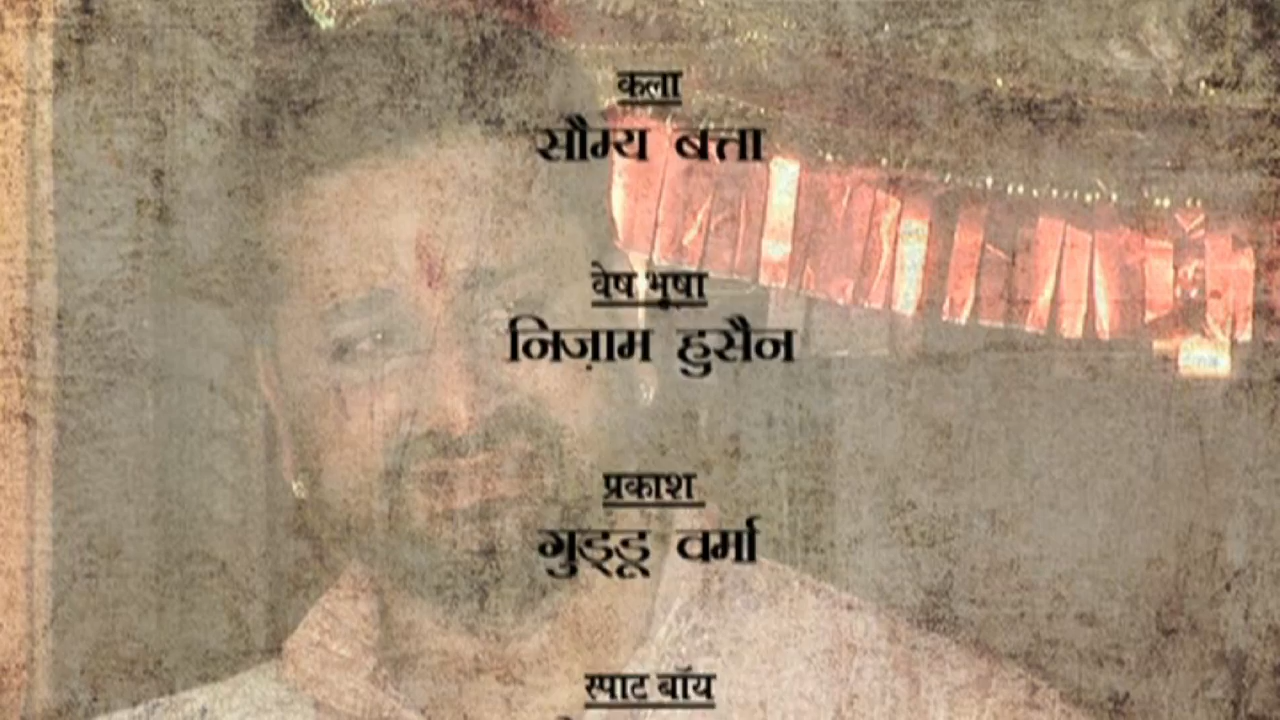 कला
सौम्य बत्ता
वेष भूषा
निज़ाम हुसैन
प्रकाश
गुड्डू वर्मा
स्पाट बॉय